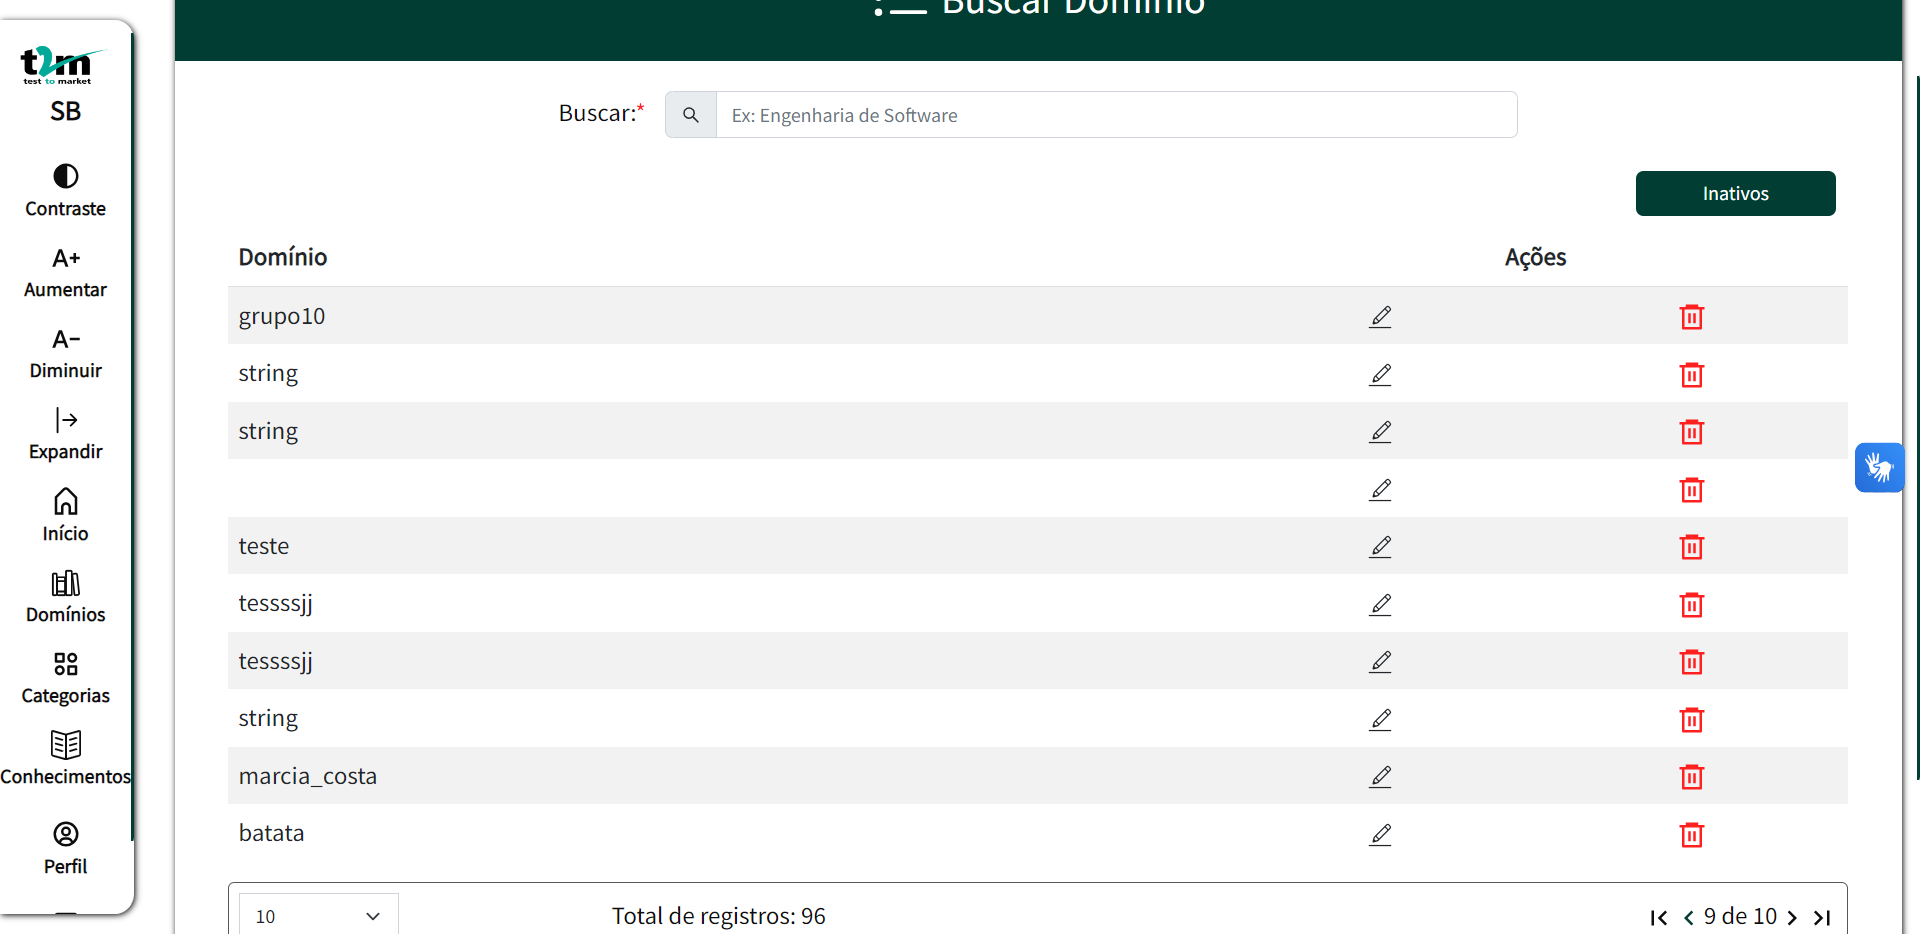 Buscar Domínio
t2m
test to market
SB
Contraste
A+
Aumentar
A-
Diminuir
Expandir
Início
Domínios
Categorias
Conhecimentos
Perfil
Buscar:*
Ex: Engenharia de Software
Inativos
Domínio Ações
grupo10
string
string
teste
tessssjj
tessssjj
string
marcia_costa
batata
10
Total de registros: 96
9 de 10